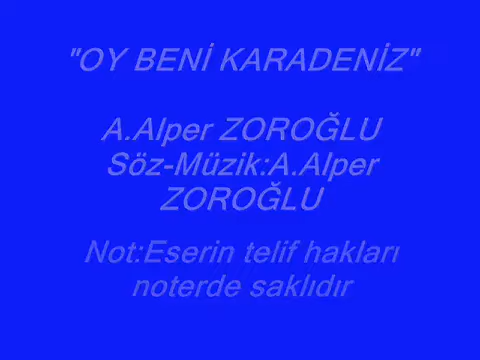 "OY BENİ KARADENİZ"
A.Alper ZOROĞLU
Söz-Müzik:A.Alper
ZOROĞLU
Not:Eserin telif hakları
noterde saklıdır